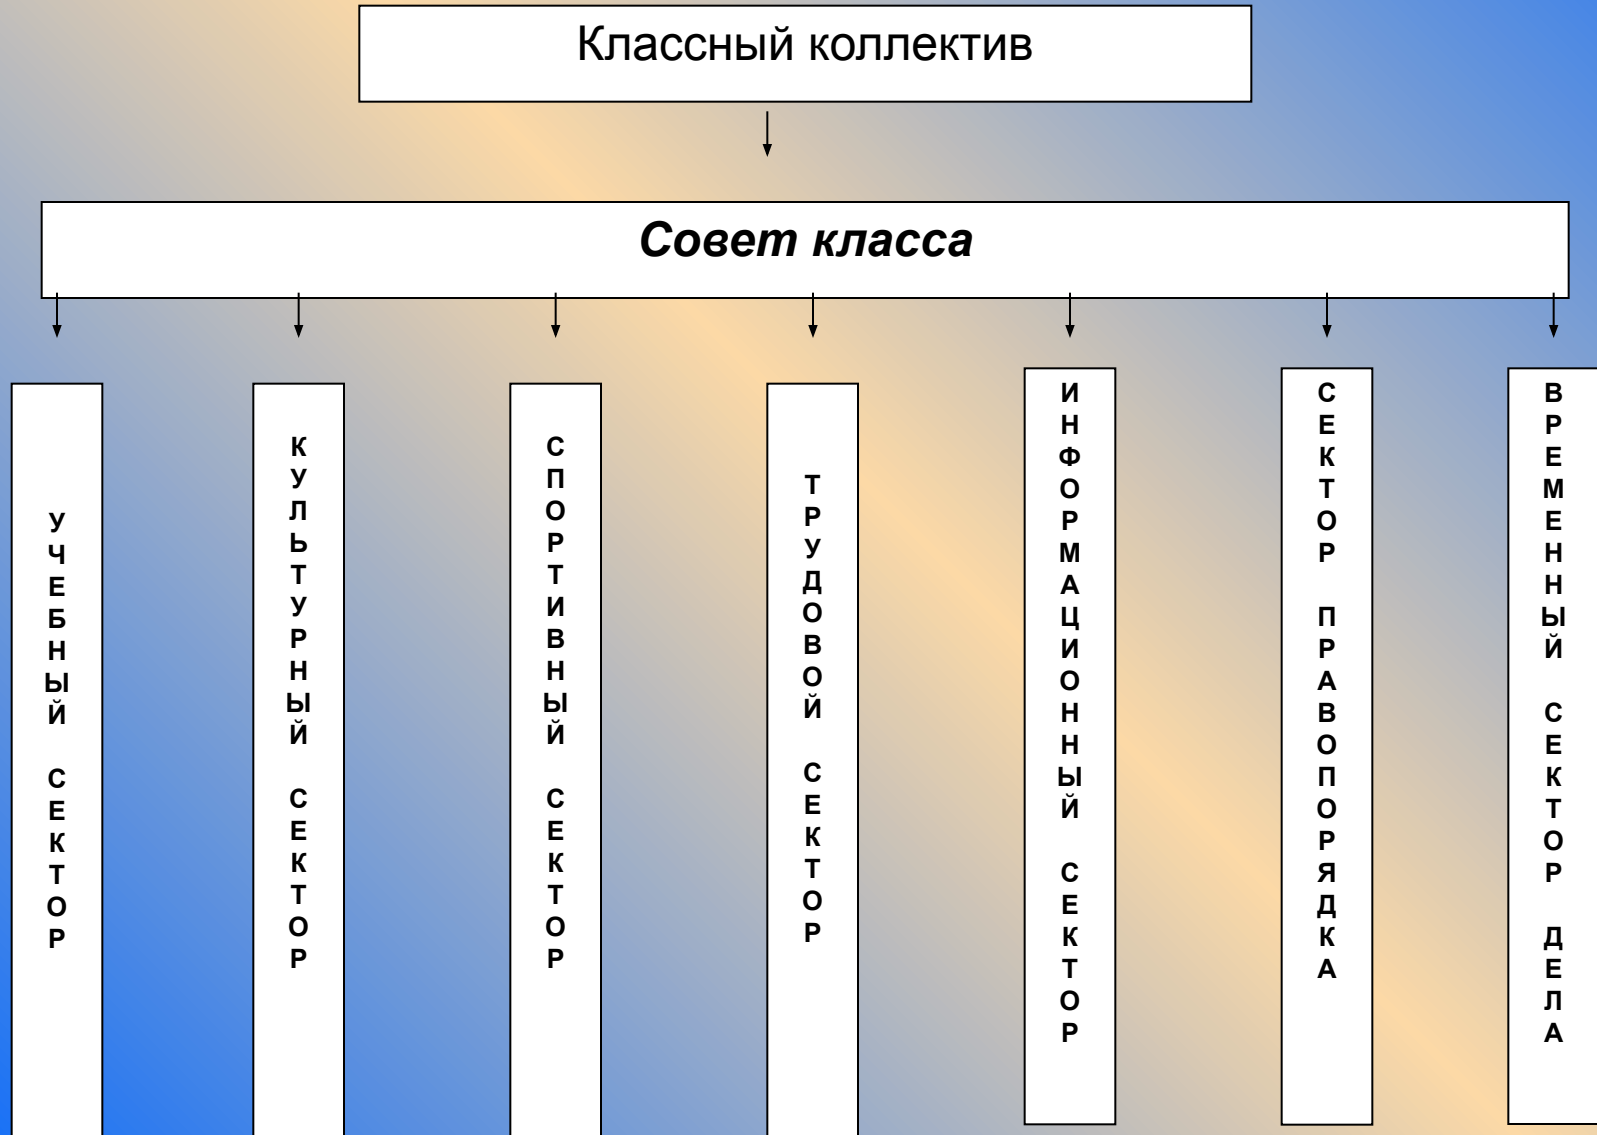 Классный коллектив
Совет класса
УЧЕБНЫЙ СЕКТОР
КУЛЬТУРНЫЙ СЕКТОР
СПОРТИВНЫЙ СЕКТОР
ТРУДОВОЙ СЕКТОР
ИНФОРМАЦИОННЫЙ СЕКТОР
СЕКТОР ПРАВОПОРЯДКА
ВРЕМЕННЫЙ СЕКТОР ДЕЛА